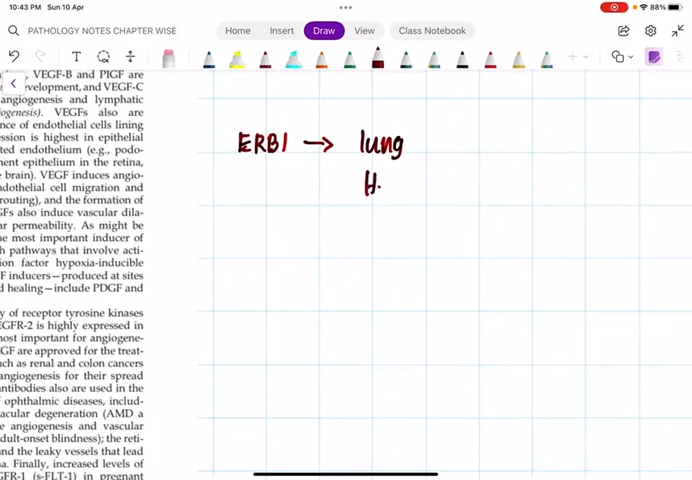 10:43 PM Sun 10 Apr
88%
PATHOLOGY NOTES CHAPTER WISE
Home Insert Draw View Class Notebook
VEGF-B and PlGF are
evelopment, and VEGF-C
angiogenesis and lymphatic
iogenesis). VEGFs also are
nce of endothelial cells lining
ession is highest in epithelial
ted endothelium (e.g., podo-
nent epithelium in the retina,
e brain). VEGF induces angio-
ndothelial cell migration and
routing), and the formation of
GFs also induce vascular dila-
ar permeability. As might be
he most important inducer of
h pathways that involve acti-
ion factor hypoxia-inducible
F inducers—produced at sites
d healing—include PDGF and
y of receptor tyrosine kinases
EGFR-2 is highly expressed in
most important for angiogene-
GF are approved for the treat-
uch as renal and colon cancers
angiogenesis for their spread
antibodies also are used in the
f ophthalmic diseases, includ-
acular degeneration (AMD a
e angiogenesis and vascular
dult-onset blindness); the reti-
and the leaky vessels that lead
a. Finally, increased levels of
GFR-1 (s-FLT-1) in pregnant
ERB1 → lung
H.